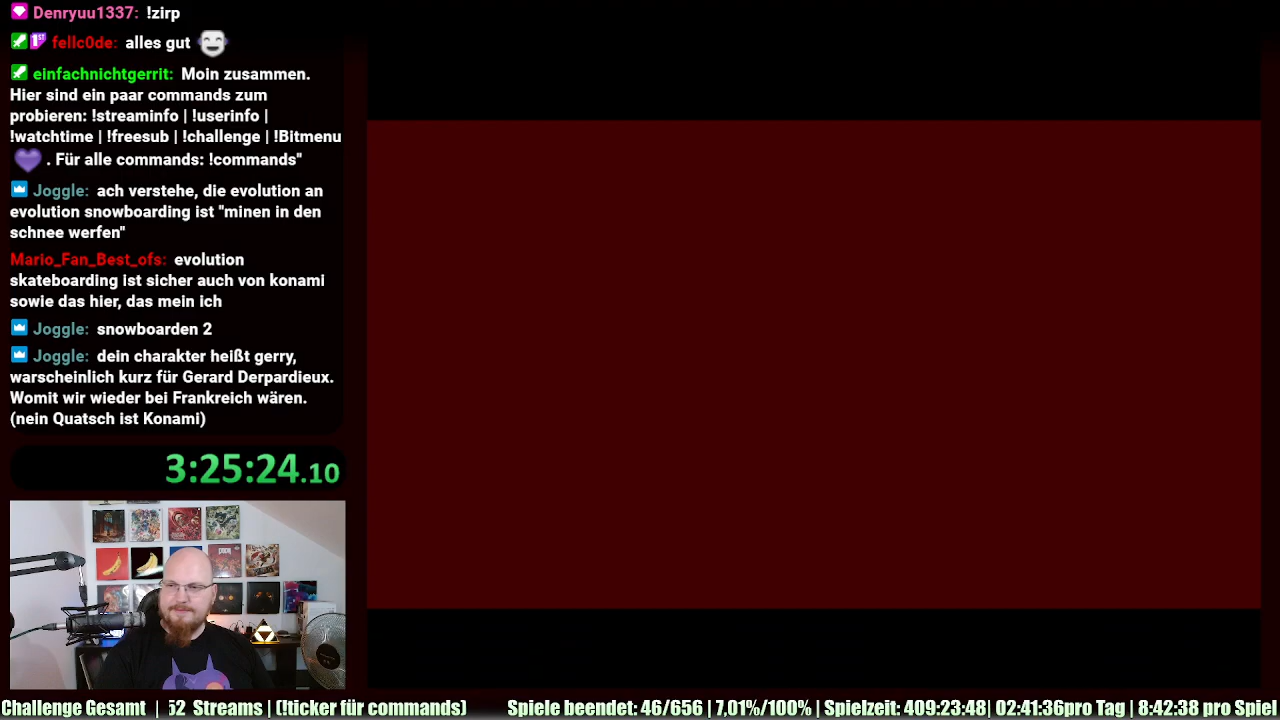 Denryuu1337: !zirp
fellc0de: alles gut
einfachnichtgerrit: Moin zusammen.
Hier sind ein paar commands zum
probieren: !streaminfo | !userinfo |
!watchtime | !freesub | !challenge | !Bitmenu
. Für alle commands: !commands"
Joggle: ach verstehe, die evolution an
evolution snowboarding ist "minen in den
schnee werfen"
Mario_Fan_Best_ofs: evolution
skateboarding ist sicher auch von konami
sowie das hier, das mein ich
Joggle: snowboarden 2
Joggle: dein charakter heißt gerry,
warscheinlich kurz für Gerard Derpardieux.
Womit wir wieder bei Frankreich wären.
(nein Quatsch ist Konami)
3:25:24.10
Challenge Gesamt | 52 Streams | (!ticker für commands) Spiele beendet: 46/656 | 7,01%/100% | Spielzeit: 409:23:48| 02:41:36pro Tag | 8:42:38 pro Spiel